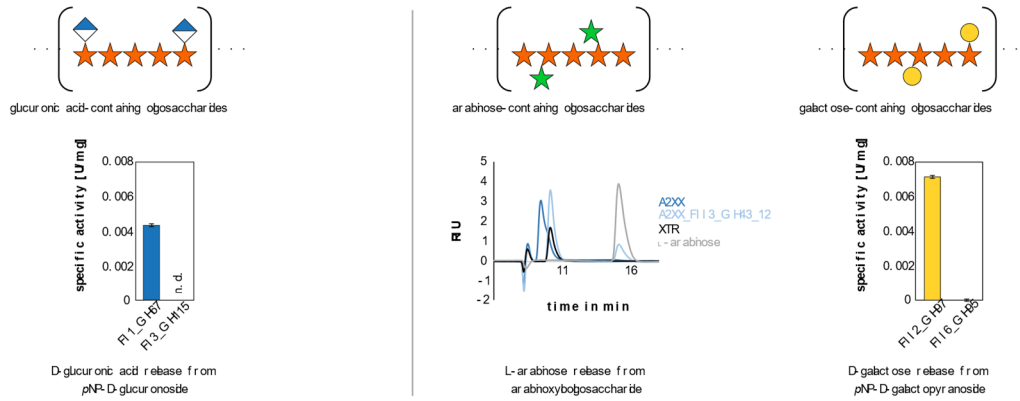 glucuronic acid-containing oligosaccharides
arabinose-containing oligosaccharides
galactose-containing oligosaccharides
specific activity [U/mg]
0.008
0.006
0.004
0.002
0
n.d.
FI1_GH67
FI3_GH115
D-glucuronic acid release from
pNP-D-glucuronoside
RIU
5
4
3
2
1
0
-1
-2
11
16
time in min
A2XX
A2XX_FII3_GH43_12
XTR
L-arabinose
L-arabinose release from
arabinoxylooligosaccharide
specific activity [U/mg]
0.008
0.006
0.004
0.002
0
FII2_GH97
FII6_GH95
D-galactose release from
pNP-D-galactopyranoside